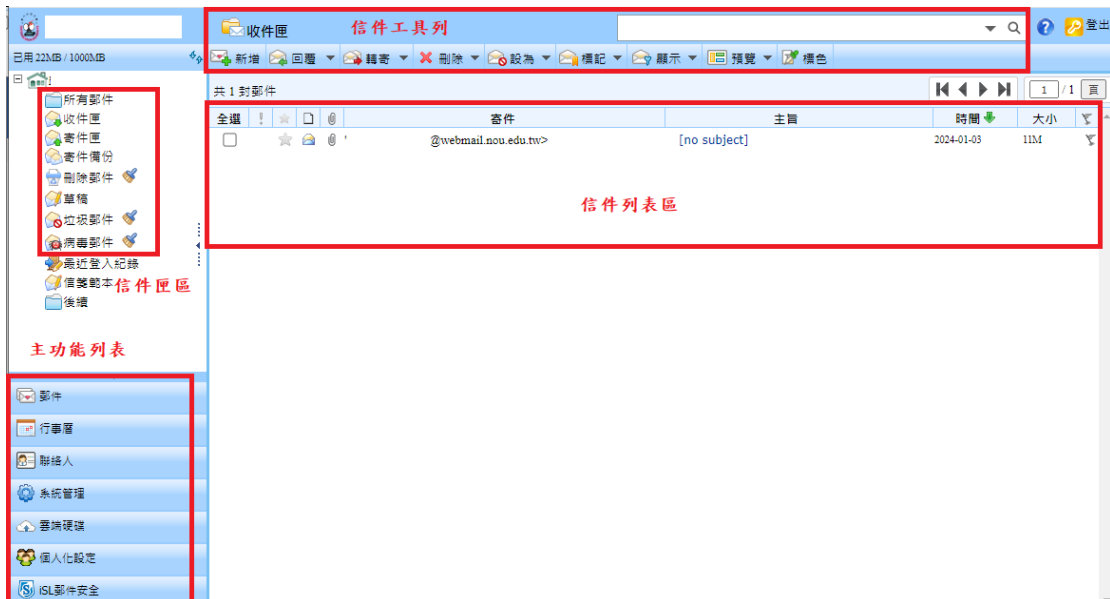 收件匣
信件工具列
登出
已用 22MB / 1000MB
新增 回覆 轉寄 刪除 設為 標記 顯示 預覽 標色
所有郵件
收件匣
寄件匣
寄件備份
刪除郵件
草稿
垃圾郵件
病毒郵件
最近登入紀錄
信箋範本
後續
信件匣區
主功能列表
郵件
行事曆
聯絡人
系統管理
雲端硬碟
個人化設定
iSL郵件安全
共 1 封郵件
1 / 1 頁
全選 ! 寄件 主旨 時間 大小
' @webmail.nou.edu.tw> [no subject] 2024-01-03 11M
信件列表區